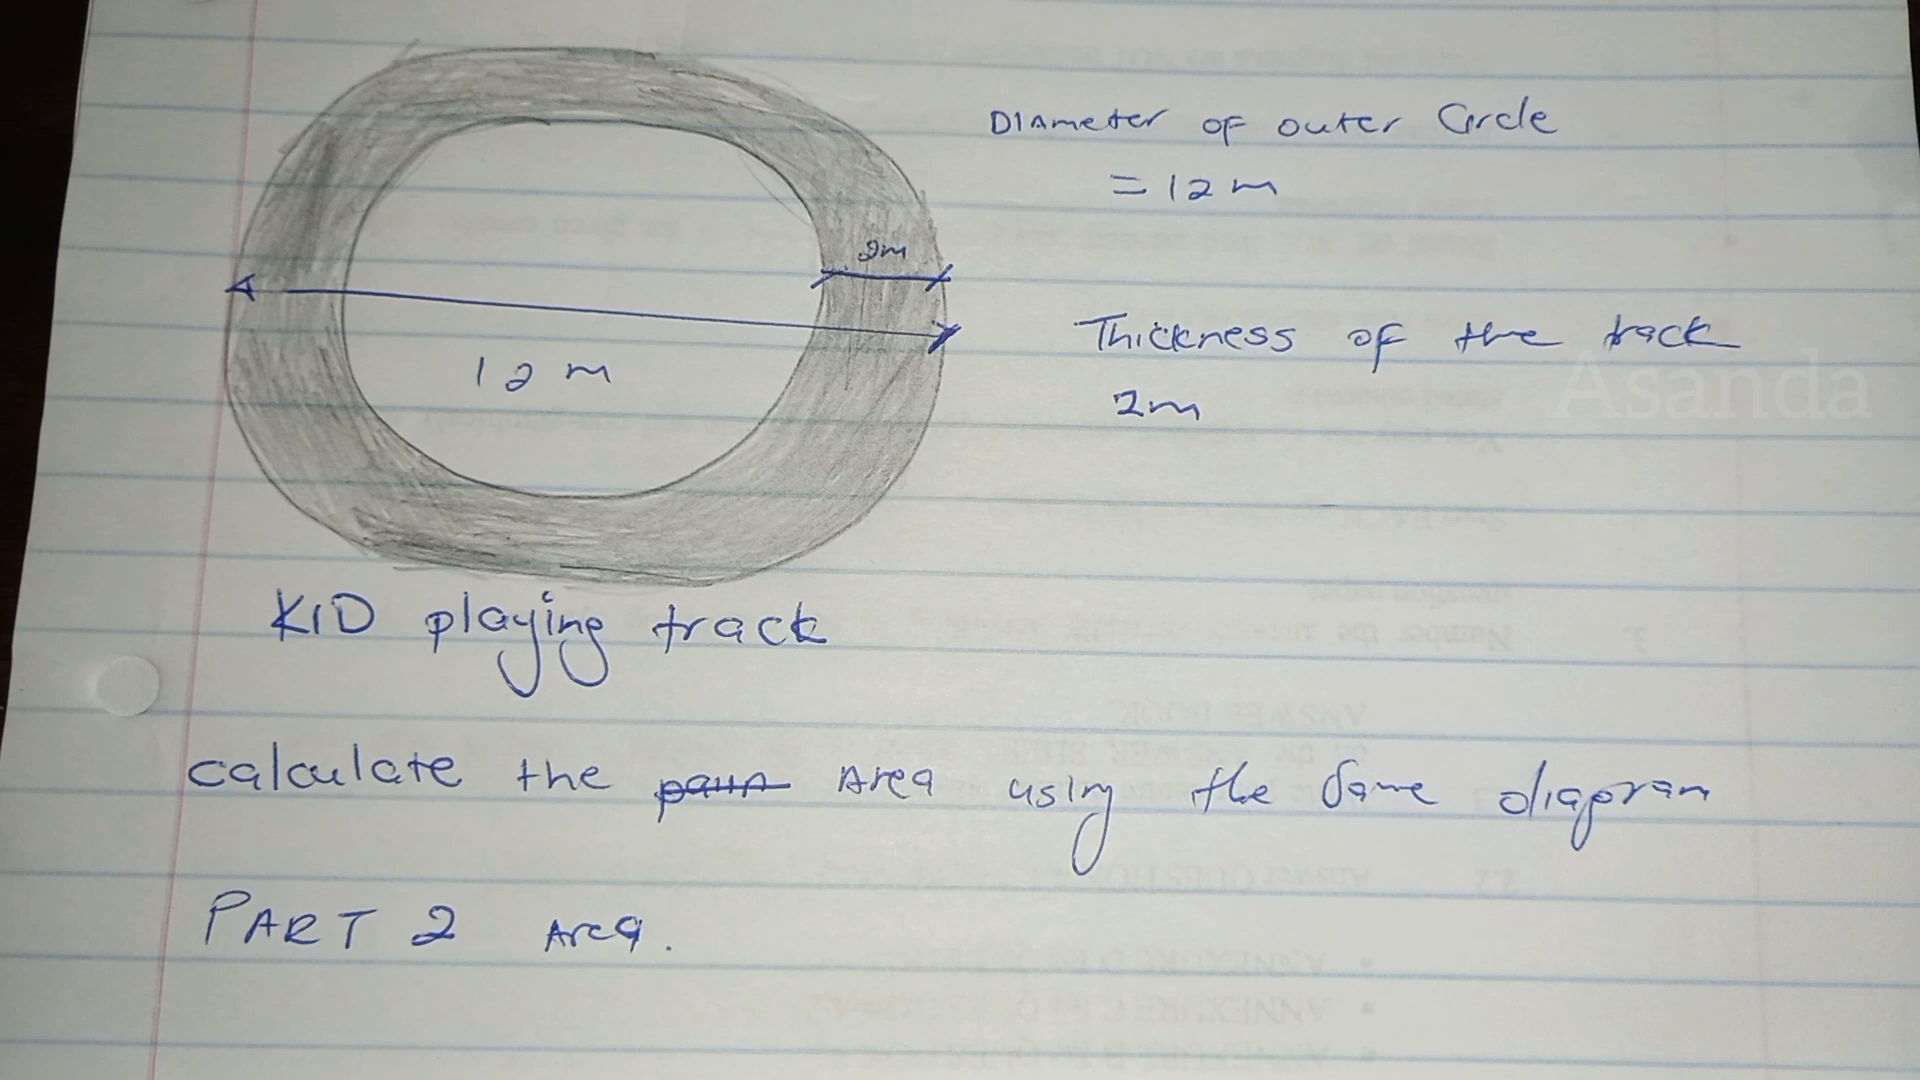 DIAmeter of outer Circle
= 12 m
2m
Thickness of the track
2m
12 m
Asanda
KID playing track
calculate the Area using the Same diagram
PART 2 Area.